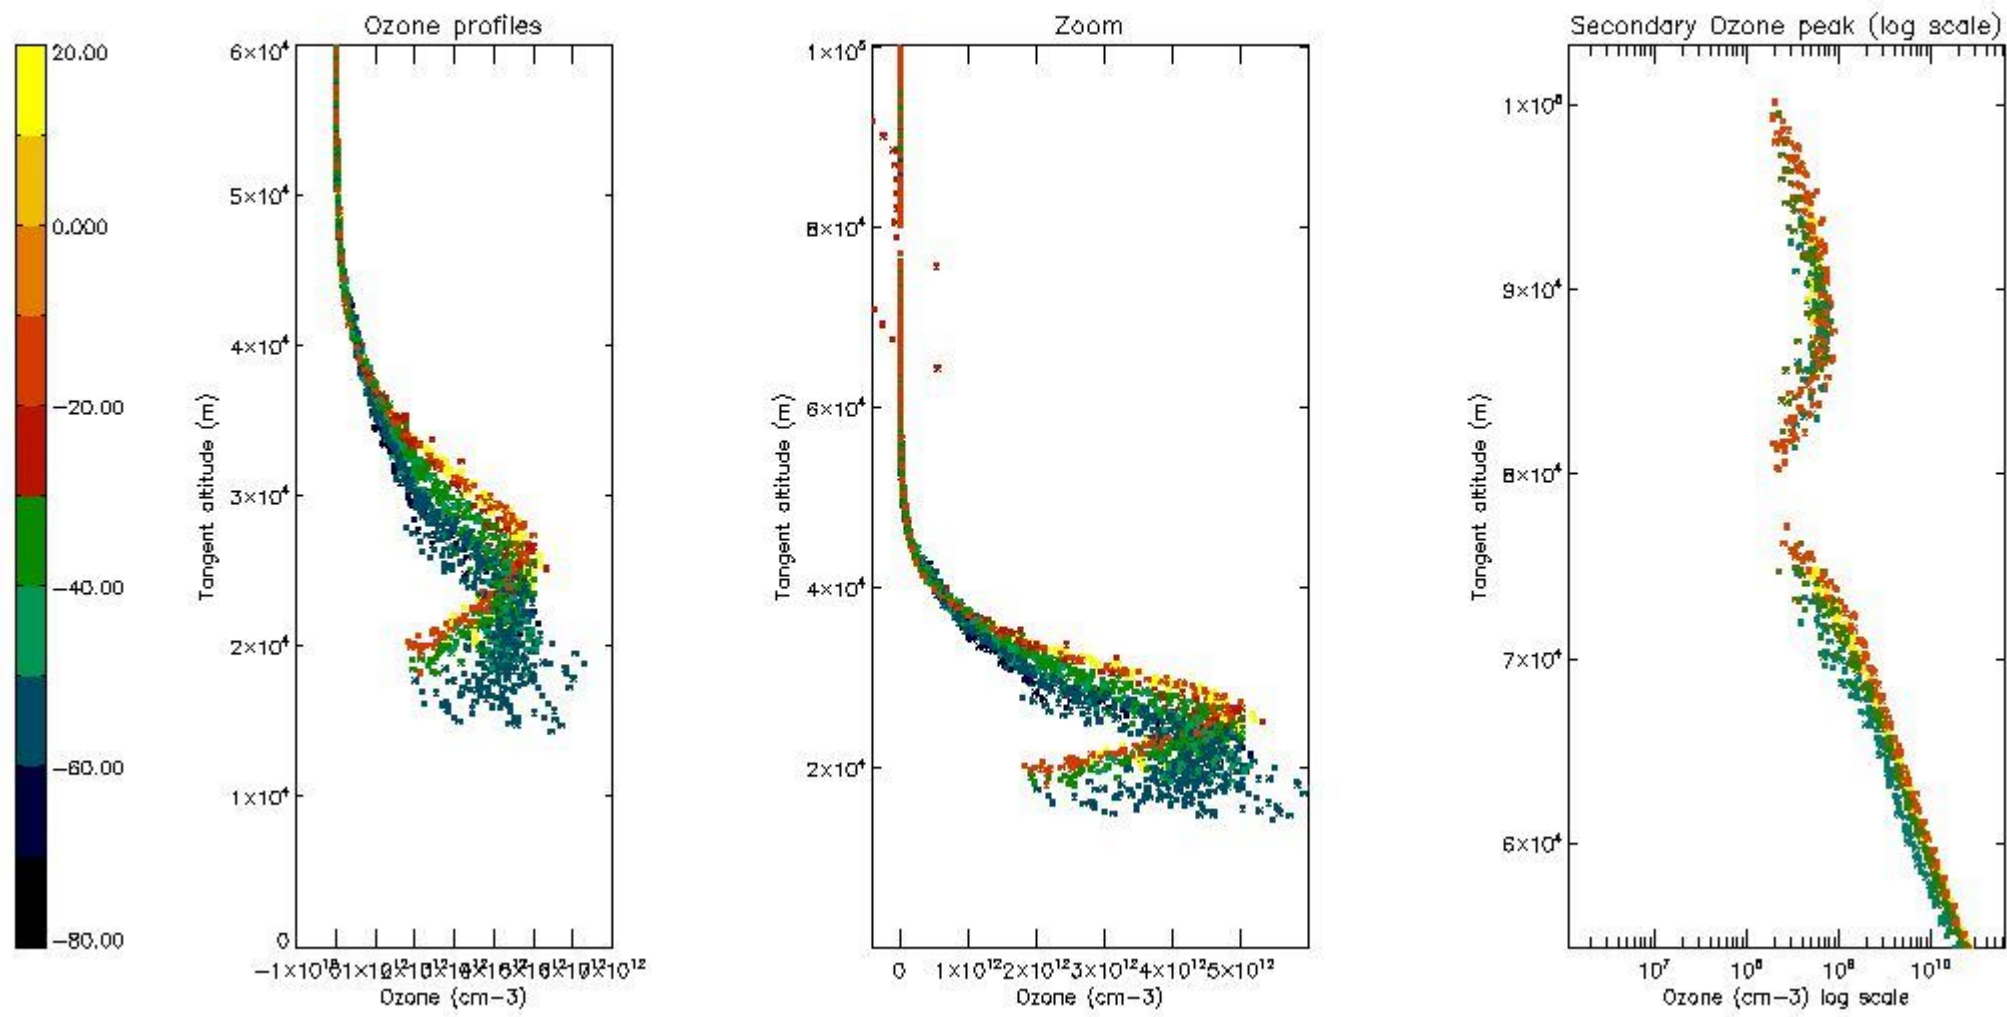 Ozone profiles
Zoom
Secondary Ozone peak (log scale)
20.00
0.000
−20.00
−40.00
−60.00
−80.00
Tangent altitude (m)
6×10⁴
5×10⁴
4×10⁴
3×10⁴
2×10⁴
1×10⁴
0
Ozone (cm−3)
Tangent altitude (m)
1×10⁵
8×10⁴
6×10⁴
4×10⁴
2×10⁴
0 1×10¹² 2×10¹² 3×10¹² 4×10¹² 5×10¹²
Ozone (cm−3)
Tangent altitude (m)
9×10⁴
8×10⁴
7×10⁴
6×10⁴
10⁷ 10⁸ 10⁹ 10¹⁰
Ozone (cm−3) log scale